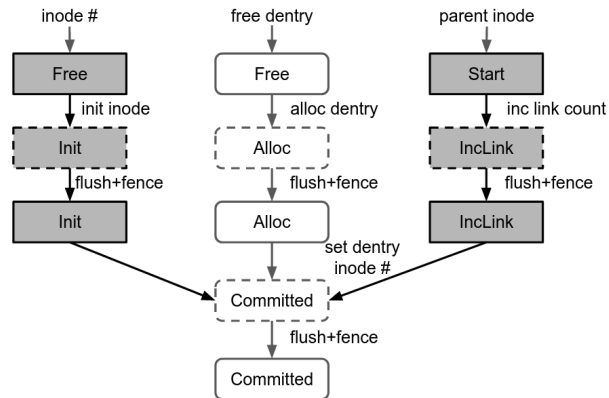 inode # free dentry parent inode
Free Free Start
init inode alloc dentry inc link count
Init Alloc IncLink
flush+fence flush+fence flush+fence
Init Alloc IncLink
set dentry
inode #
Committed
flush+fence
Committed